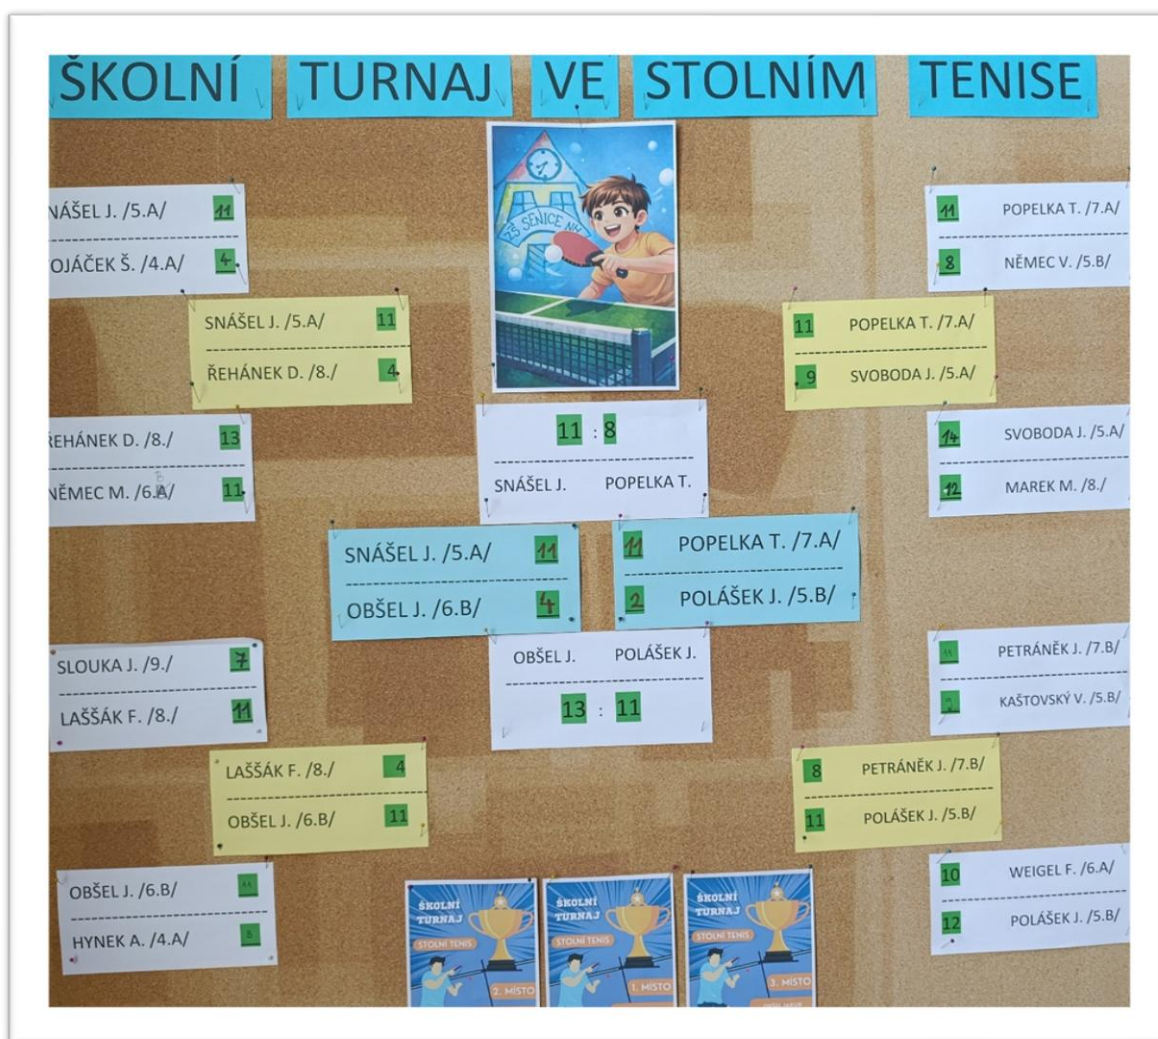 ŠKOLNÍ TURNAJ VE STOLNÍM TENISE
ZŠ SENICE NH
NÁŠEL J. /5.A/ 11
OJÁČEK Š. /4.A/ 4
SNÁŠEL J. /5.A/ 11
ŘEHÁNEK D. /8./ 4
ŘEHÁNEK D. /8./ 13
NĚMEC M. /6.A/ 11
11 POPELKA T. /7.A/
8 NĚMEC V. /5.B/
11 POPELKA T. /7.A/
9 SVOBODA J. /5.A/
14 SVOBODA J. /5.A/
12 MAREK M. /8./
11 : 8
SNÁŠEL J. POPELKA T.
SNÁŠEL J. /5.A/ 11
OBŠEL J. /6.B/ 4
11 POPELKA T. /7.A/
2 POLÁŠEK J. /5.B/
OBŠEL J. POLÁŠEK J.
13 : 11
SLOUKA J. /9./ 7
LAŠŠÁK F. /8./ 11
LAŠŠÁK F. /8./ 4
OBŠEL J. /6.B/ 11
OBŠEL J. /6.B/ 11
HYNEK A. /4.A/
11 PETRÁNĚK J. /7.B/
KAŠTOVSKÝ V. /5.B/
8 PETRÁNĚK J. /7.B/
11 POLÁŠEK J. /5.B/
10 WEIGEL F. /6.A/
12 POLÁŠEK J. /5.B/
ŠKOLNÍ
TURNAJ
STOLNÍ TENIS
2. MÍSTO
ŠKOLNÍ
TURNAJ
STOLNÍ TENIS
1. MÍSTO
ŠKOLNÍ
TURNAJ
STOLNÍ TENIS
3. MÍSTO